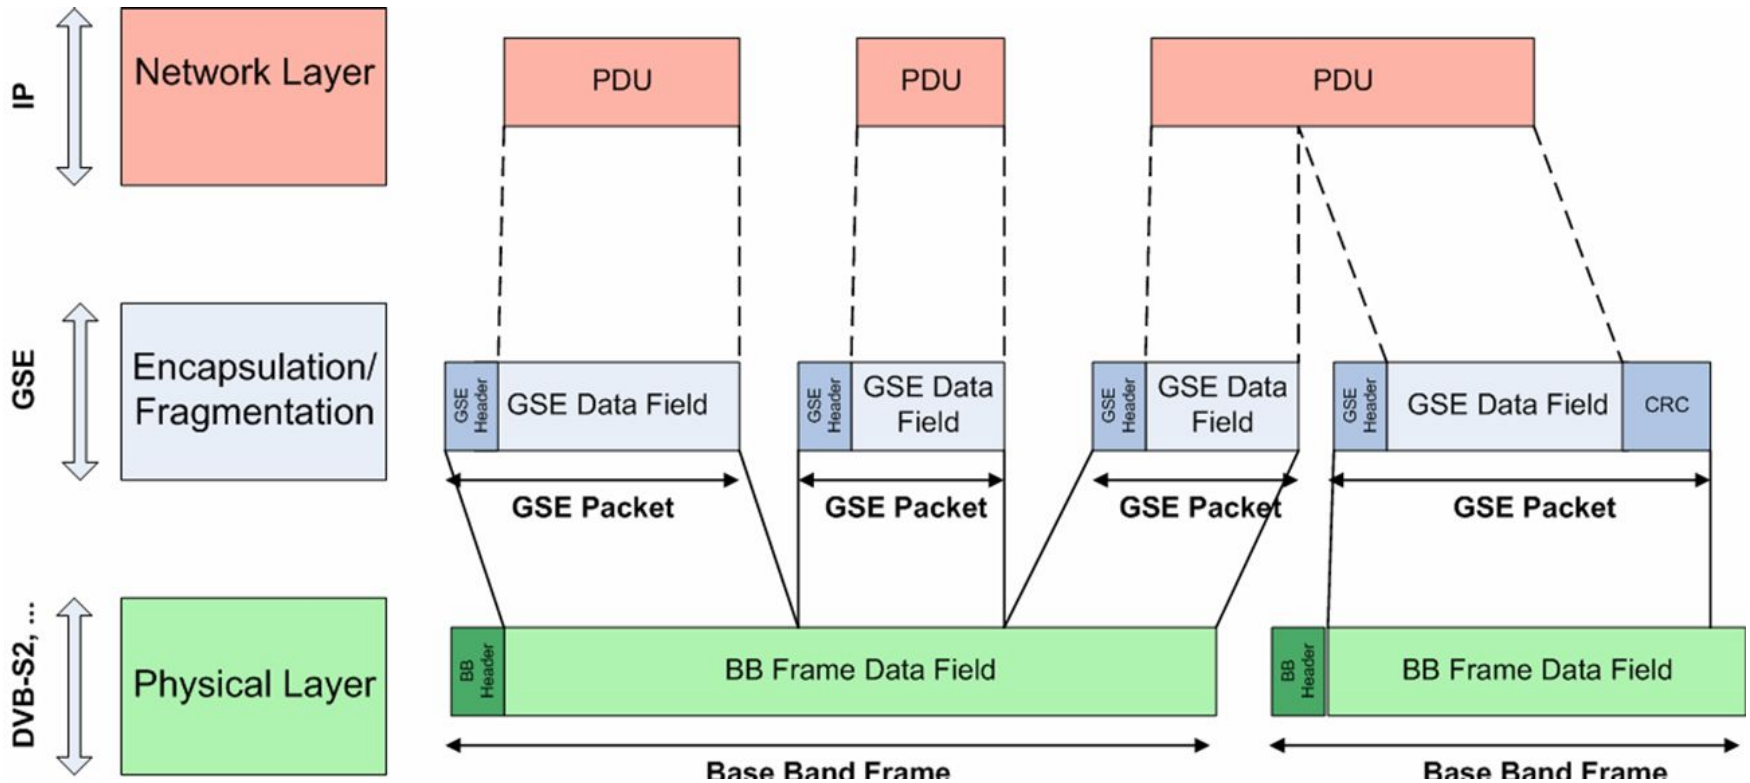 IP
Network Layer
PDU
PDU
PDU
GSE
Encapsulation/
Fragmentation
GSE
Header
GSE Data Field
GSE
Header
GSE Data
Field
GSE
Header
GSE Data
Field
GSE
Header
GSE Data Field
CRC
GSE Packet
GSE Packet
GSE Packet
GSE Packet
DVB-S2, ...
Physical Layer
BB
Header
BB Frame Data Field
BB
Header
BB Frame Data Field
Base Band Frame
Base Band Frame